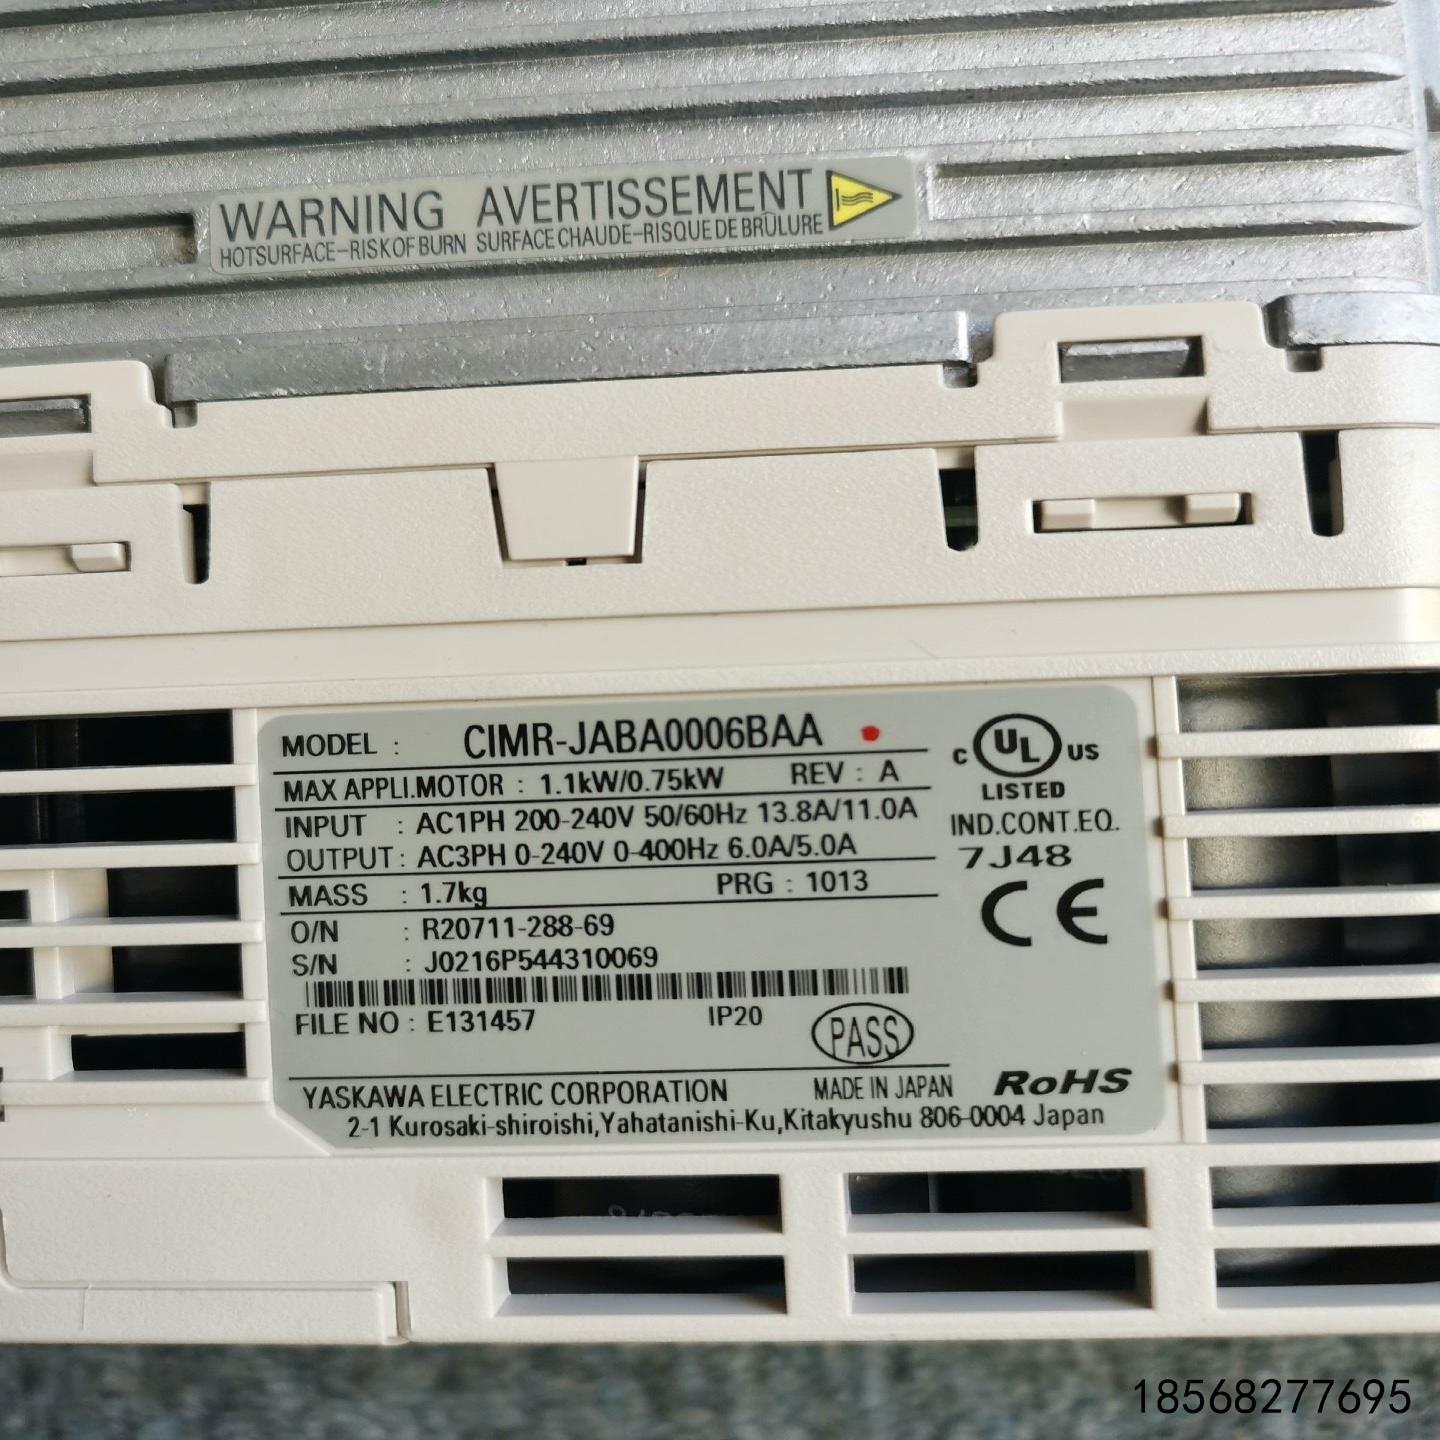 WARNING AVERTISSEMENT
HOTSURFACE-RISKOFBURN SURFACE CHAUDE-RISQUE DE BRÛLURE
MODEL : CIMR-JABA0006BAA
MAX APPLI.MOTOR : 1.1kW/0.75kW REV : A
INPUT : AC1PH 200-240V 50/60Hz 13.8A/11.0A
OUTPUT : AC3PH 0-240V 0-400Hz 6.0A/5.0A
MASS : 1.7kg PRG : 1013
O/N : R20711-288-69
S/N : J0216P544310069
FILE NO : E131457 IP20
PASS
C UL US
LISTED
IND.CONT.EQ.
7J48
CE
YASKAWA ELECTRIC CORPORATION MADE IN JAPAN RoHS
2-1 Kurosaki-shiroishi,Yahatanishi-Ku,Kitakyushu 806-0004 Japan
18568277695